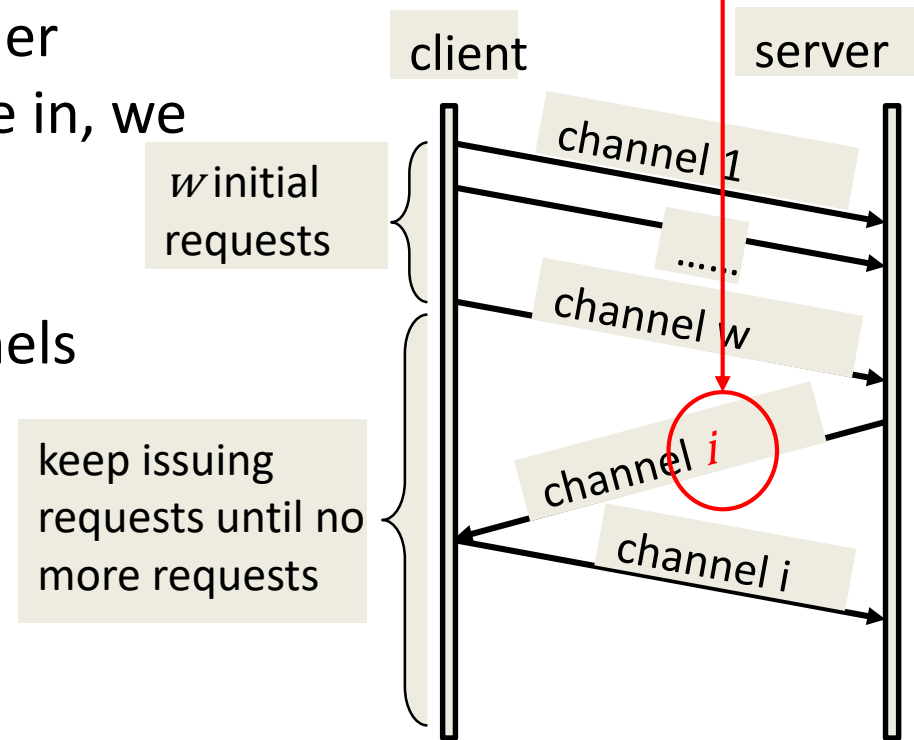 er
e in, we
nels
client
server
w initial
requests
channel 1
......
channel w
channel i
channel i
keep issuing
requests until no
more requests